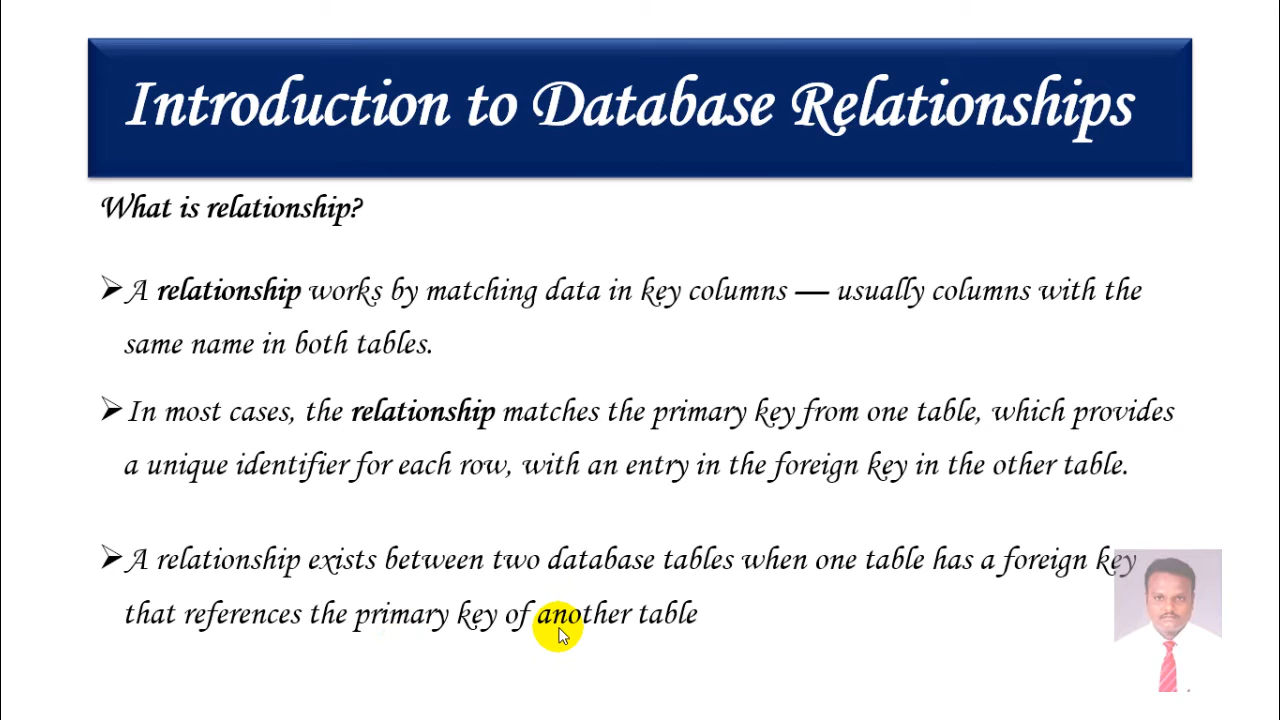 Introduction to Database Relationships
What is relationship?
➢A relationship works by matching data in key columns — usually columns with the
same name in both tables.
➢In most cases, the relationship matches the primary key from one table, which provides
a unique identifier for each row, with an entry in the foreign key in the other table.
➢A relationship exists between two database tables when one table has a foreign key
that references the primary key of another table